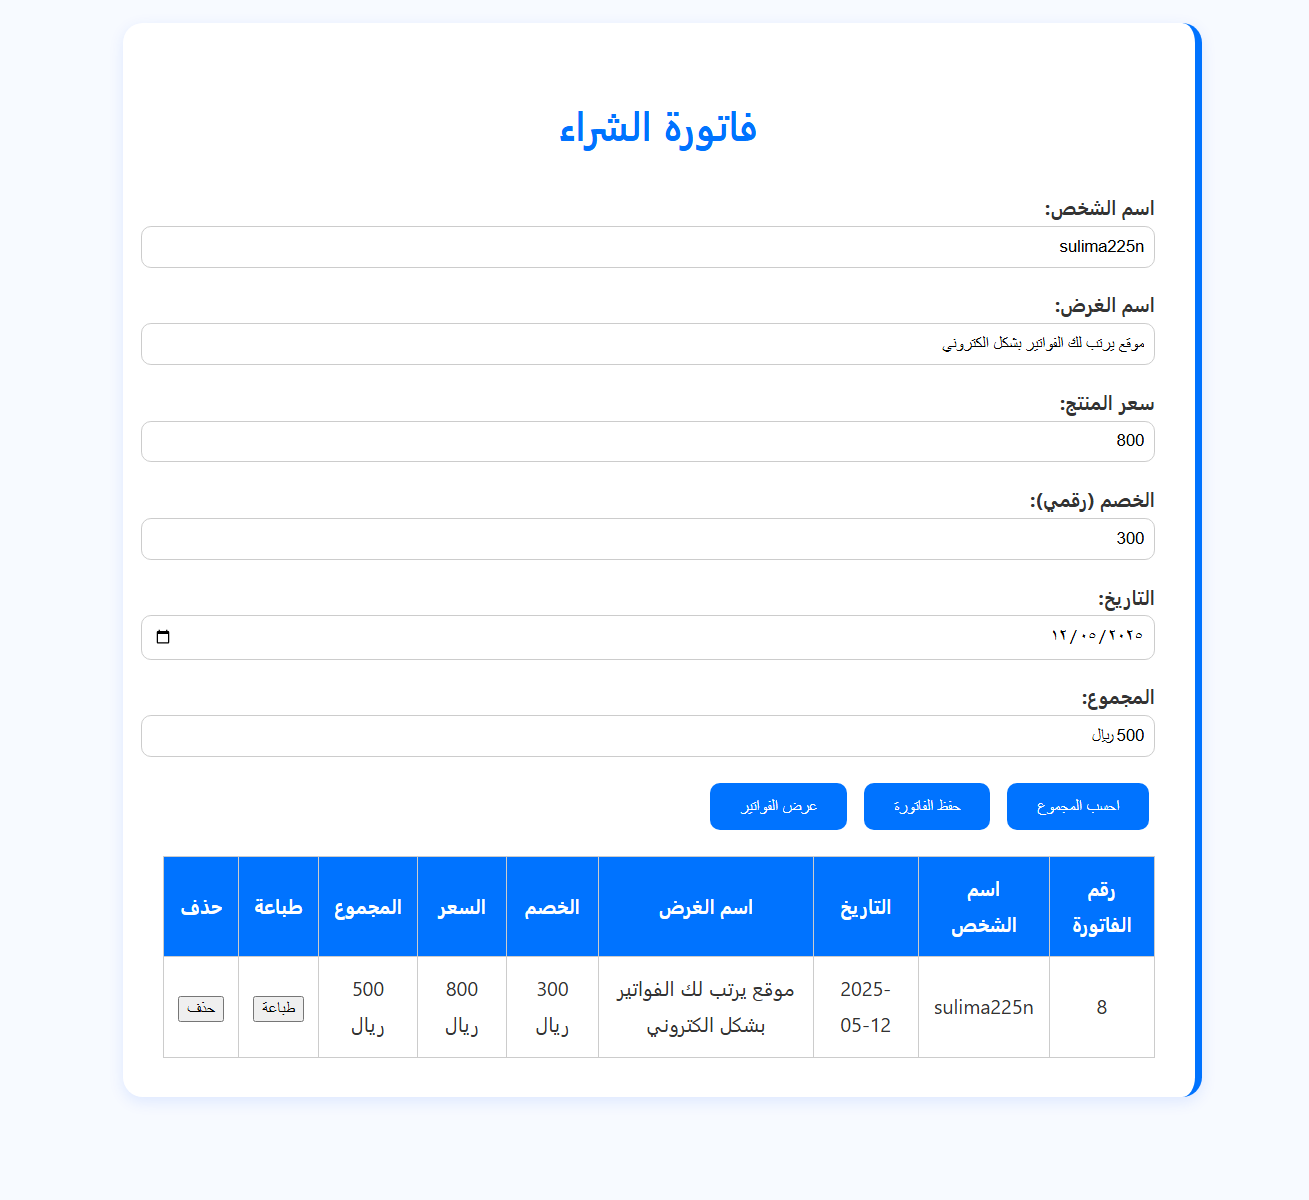 فاتورة الشراء
اسم الشخص:
sulima225n
اسم الغرض:
موقع يرتب لك الفواتير بشكل الكتروني
سعر المنتج:
800
الخصم (رقمي):
300
التاريخ:
١٢/٠٥/٢٠٢٥
المجموع:
500 ريال
احسب المجموع
حفظ الفاتورة
عرض الفواتير
رقم
الفاتورة
اسم
الشخص
التاريخ
اسم الغرض
الخصم
السعر
المجموع
طباعة
حذف
8
sulima225n
2025-
05-12
موقع يرتب لك الفواتير
بشكل الكتروني
300
ريال
800
ريال
500
ريال
طباعة
حذف